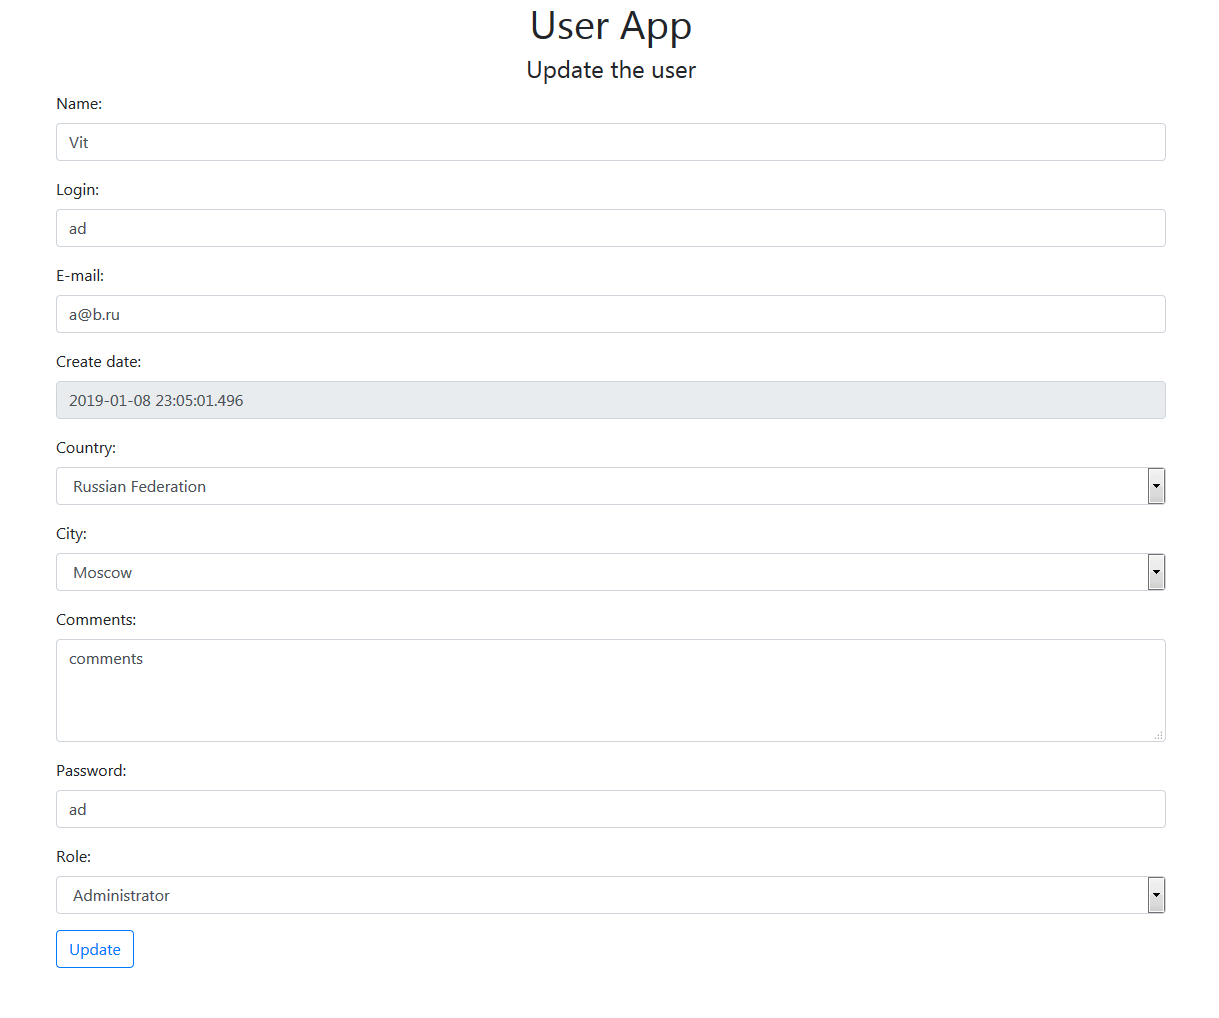 User App
Update the user
Name:
Vit
Login:
ad
E-mail:
a@b.ru
Create date:
2019-01-08 23:05:01.496
Country:
Russian Federation
City:
Moscow
Comments:
comments
Password:
ad
Role:
Administrator
Update